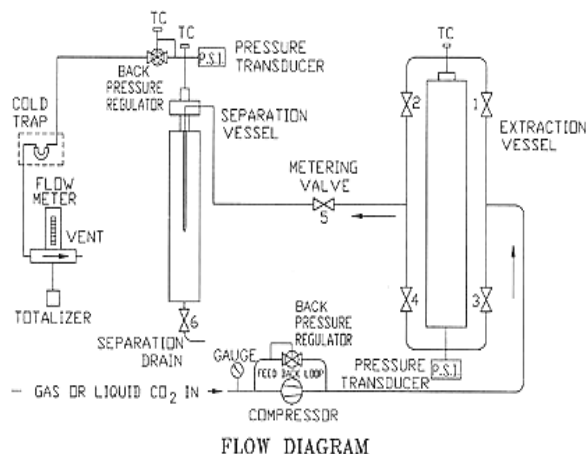 TC
TC
TC
P.S.I.
PRESSURE
TRANSDUCER
BACK
PRESSURE
REGULATOR
COLD
TRAP
SEPARATION
VESSEL
2
1
EXTRACTION
VESSEL
FLOW
METER
METERING
VALVE
5
VENT
TOTALIZER
4
3
6
SEPARATION
DRAIN
BACK
PRESSURE
REGULATOR
GAUGE
FEED BACK LOOP
PRESSURE
TRANSDUCER
P.S.I.
— GAS OR LIQUID CO2 IN
COMPRESSOR
FLOW DIAGRAM